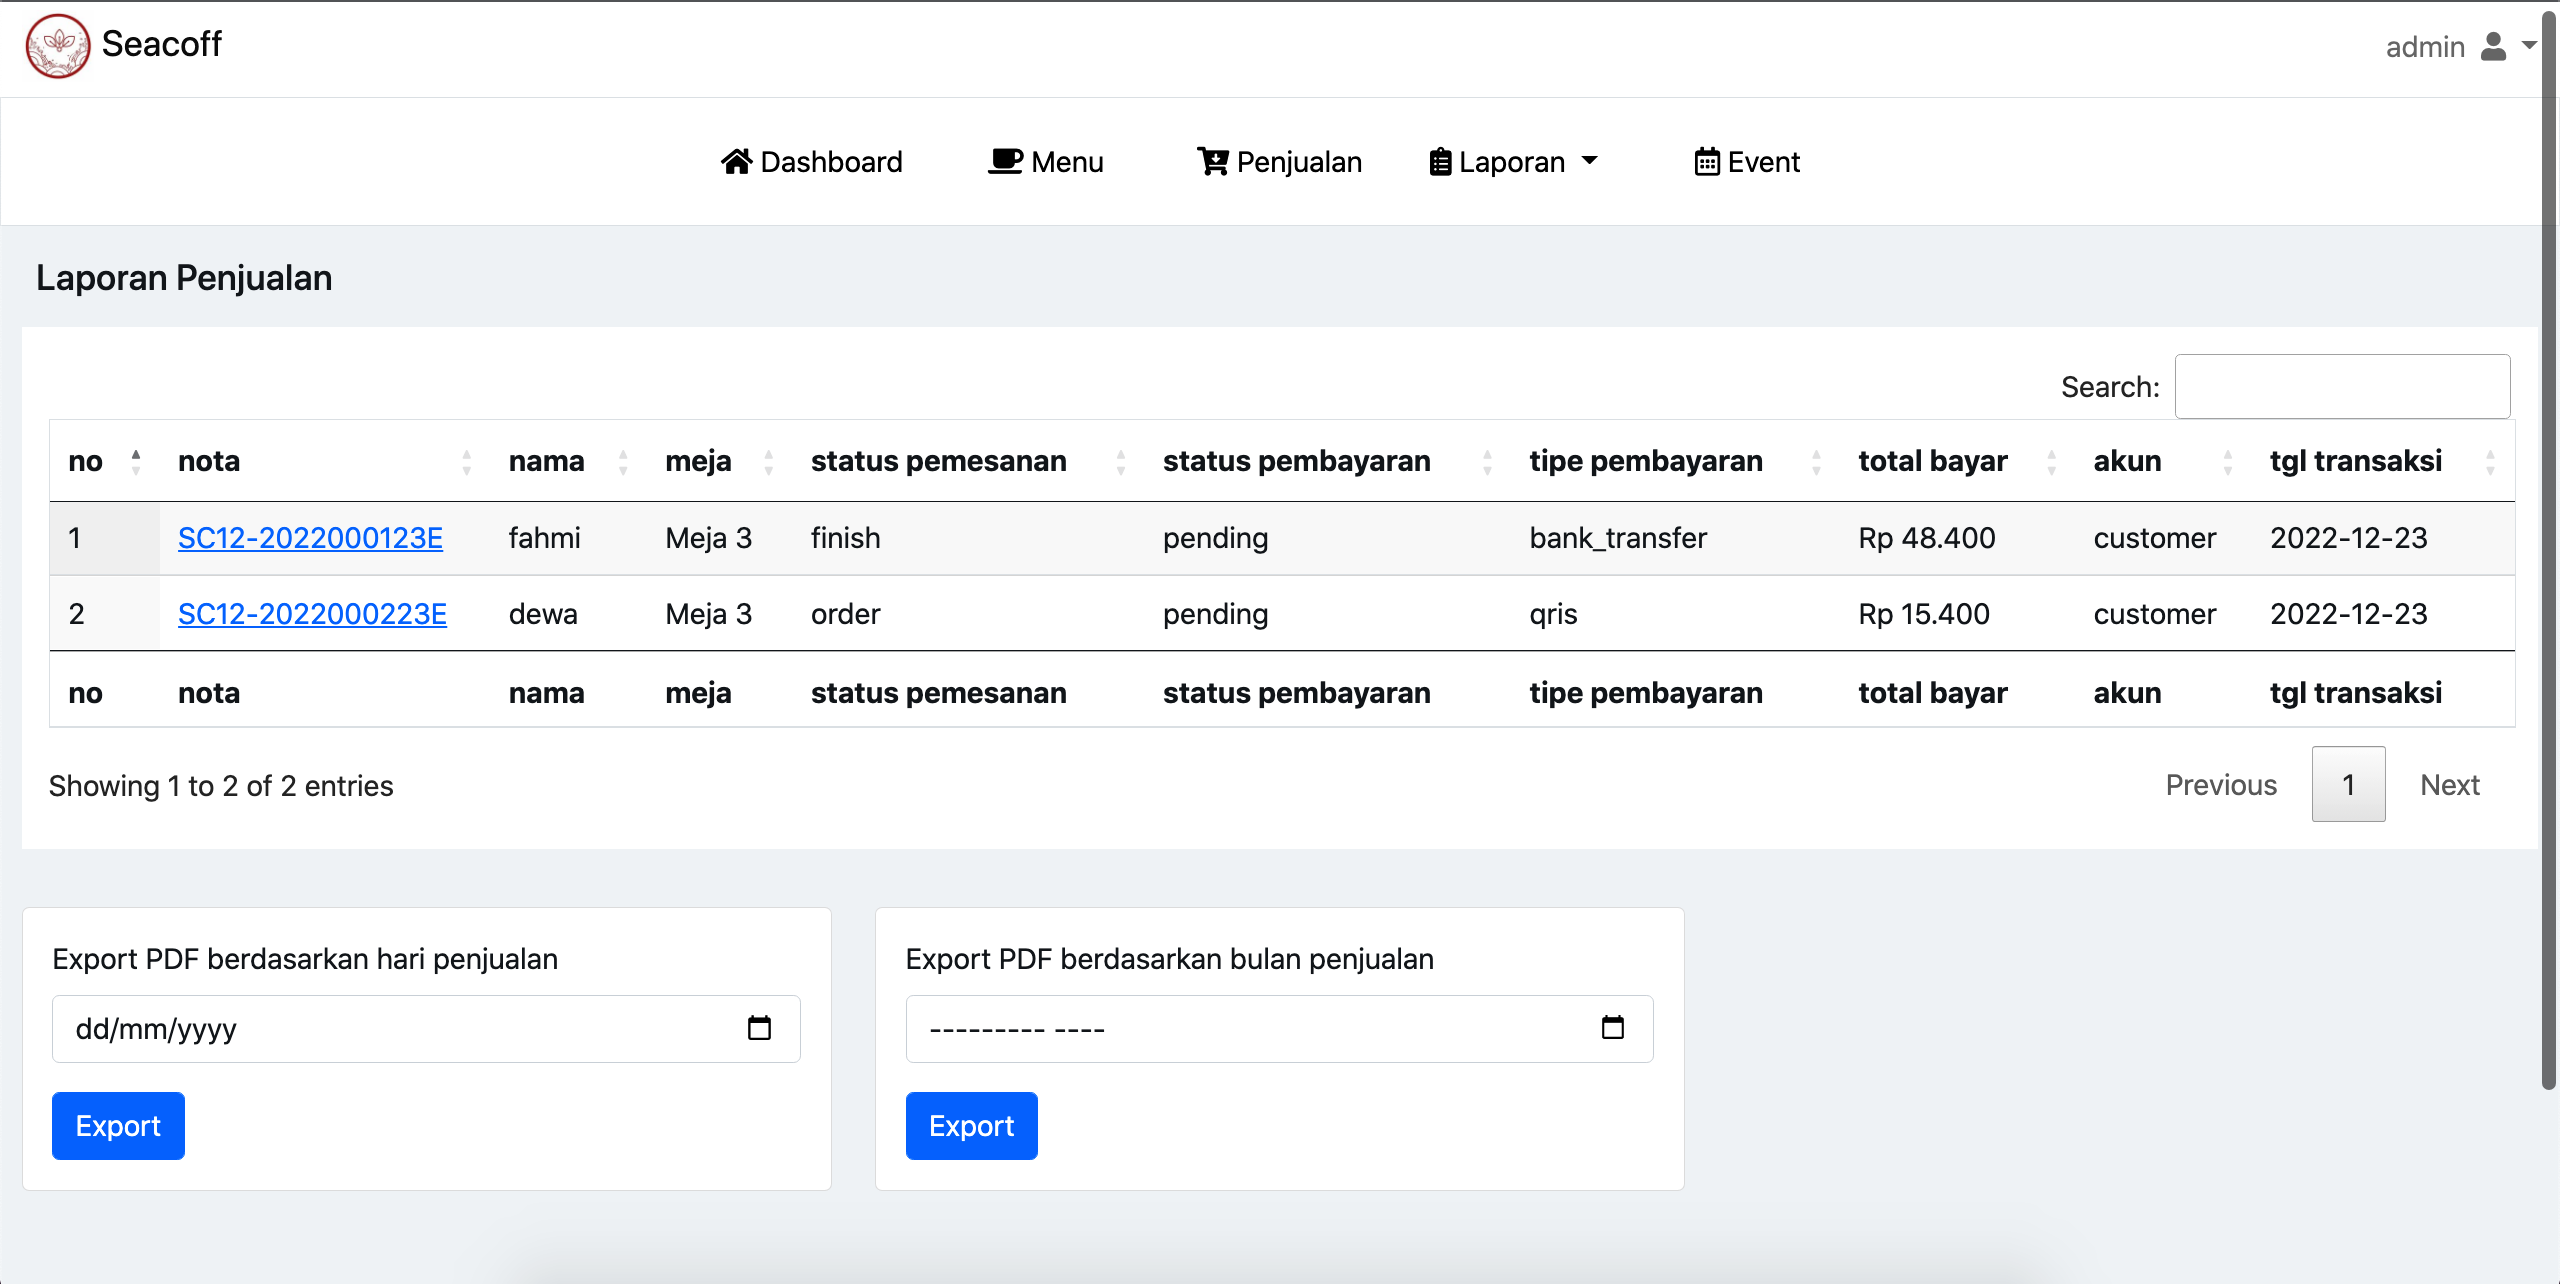 Seacoff
admin
Dashboard Menu Penjualan Laporan Event
Laporan Penjualan
Search:
no nota nama meja status pemesanan status pembayaran tipe pembayaran total bayar akun tgl transaksi
1 SC12-2022000123E fahmi Meja 3 finish pending bank_transfer Rp 48.400 customer 2022-12-23
2 SC12-2022000223E dewa Meja 3 order pending qris Rp 15.400 customer 2022-12-23
no nota nama meja status pemesanan status pembayaran tipe pembayaran total bayar akun tgl transaksi
Showing 1 to 2 of 2 entries
Previous 1 Next
Export PDF berdasarkan hari penjualan
dd/mm/yyyy
Export
Export PDF berdasarkan bulan penjualan
--------- ----
Export